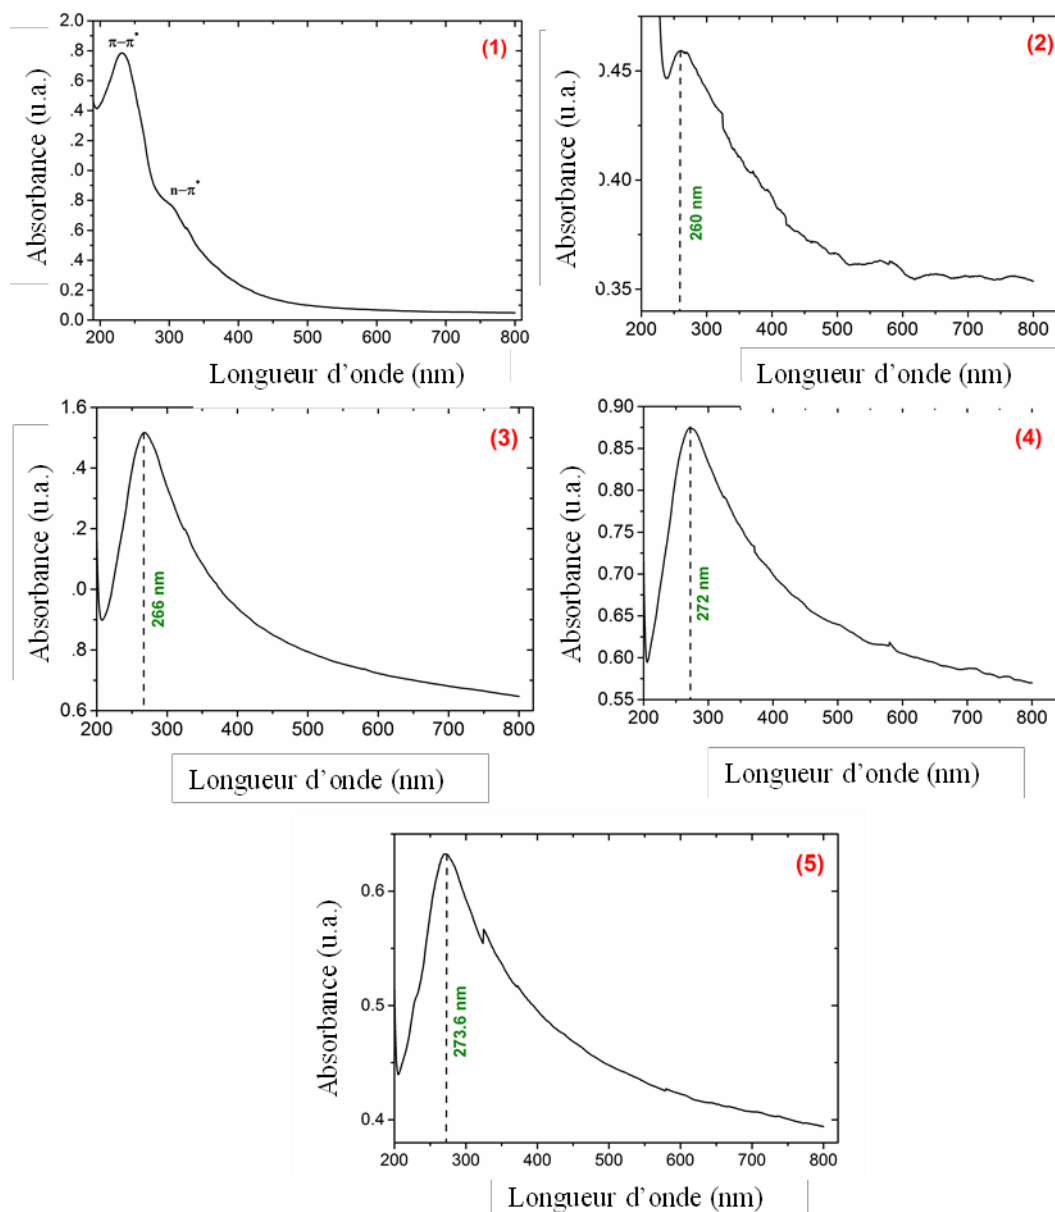 2.0
.8
.4
.2
.0
.8
.6
.4
0.2
0.0
π–π*
n–π*
(1)
Absorbance (u.a.)
200 300 400 500 600 700 800
Longueur d'onde (nm)
0.45
0.40
0.35
(2)
260 nm
Absorbance (u.a.)
200 300 400 500 600 700 800
Longueur d'onde (nm)
1.6
.4
.2
.0
.8
0.6
(3)
266 nm
Absorbance (u.a.)
200 300 400 500 600 700 800
Longueur d'onde (nm)
0.90
0.85
0.80
0.75
0.70
0.65
0.60
0.55
(4)
272 nm
Absorbance (u.a.)
200 300 400 500 600 700 800
Longueur d'onde (nm)
0.6
0.5
0.4
(5)
273.6 nm
Absorbance (u.a.)
200 300 400 500 600 700 800
Longueur d'onde (nm)